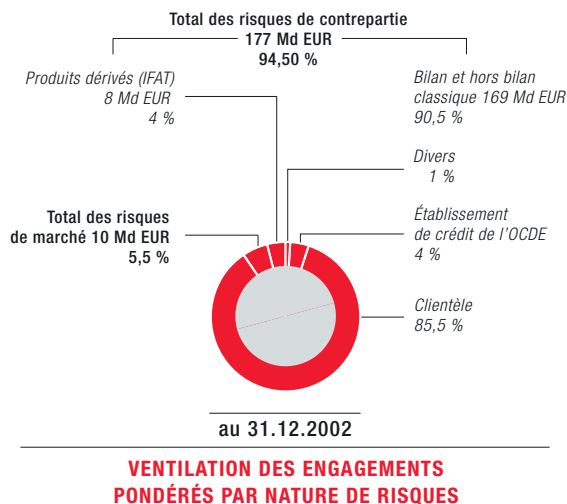 Total des risques de contrepartie
177 Md EUR
94,50 %
Produits dérivés (IFAT)
8 Md EUR
4 %
Bilan et hors bilan
classique 169 Md EUR
90,5 %
Divers
1 %
Total des risques
de marché 10 Md EUR
5,5 %
Établissement
de crédit de l’OCDE
4 %
Clientèle
85,5 %
au 31.12.2002
VENTILATION DES ENGAGEMENTS
PONDÉRÉS PAR NATURE DE RISQUES